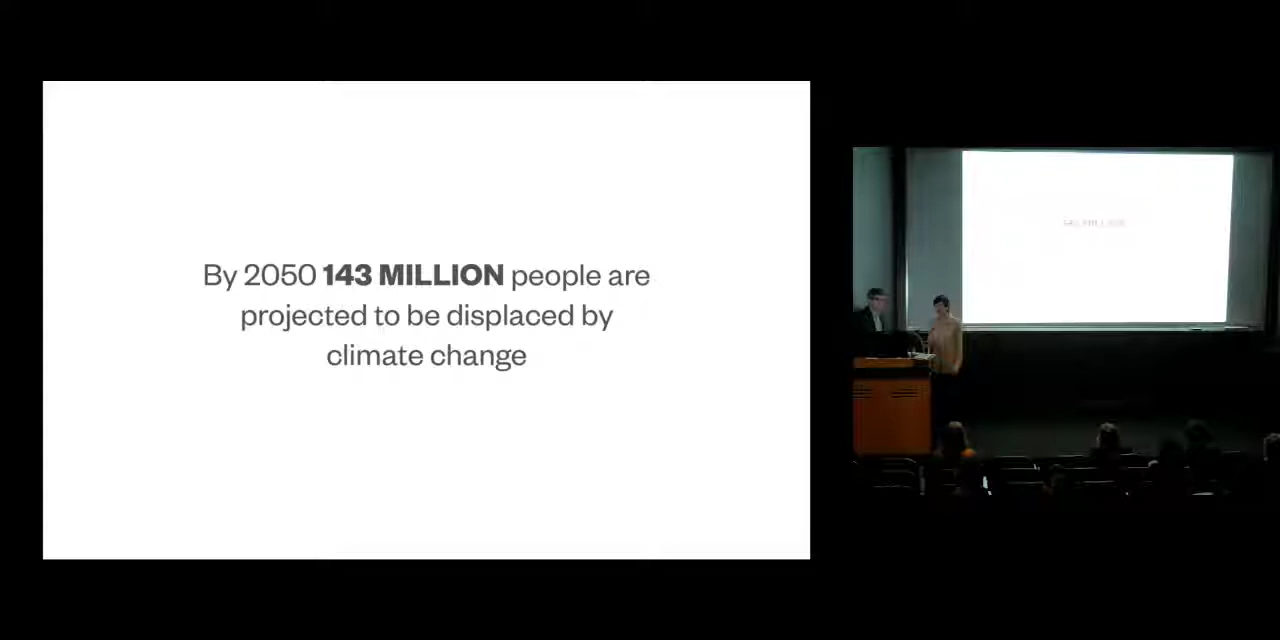 By 2050 143 MILLION people are
projected to be displaced by
climate change